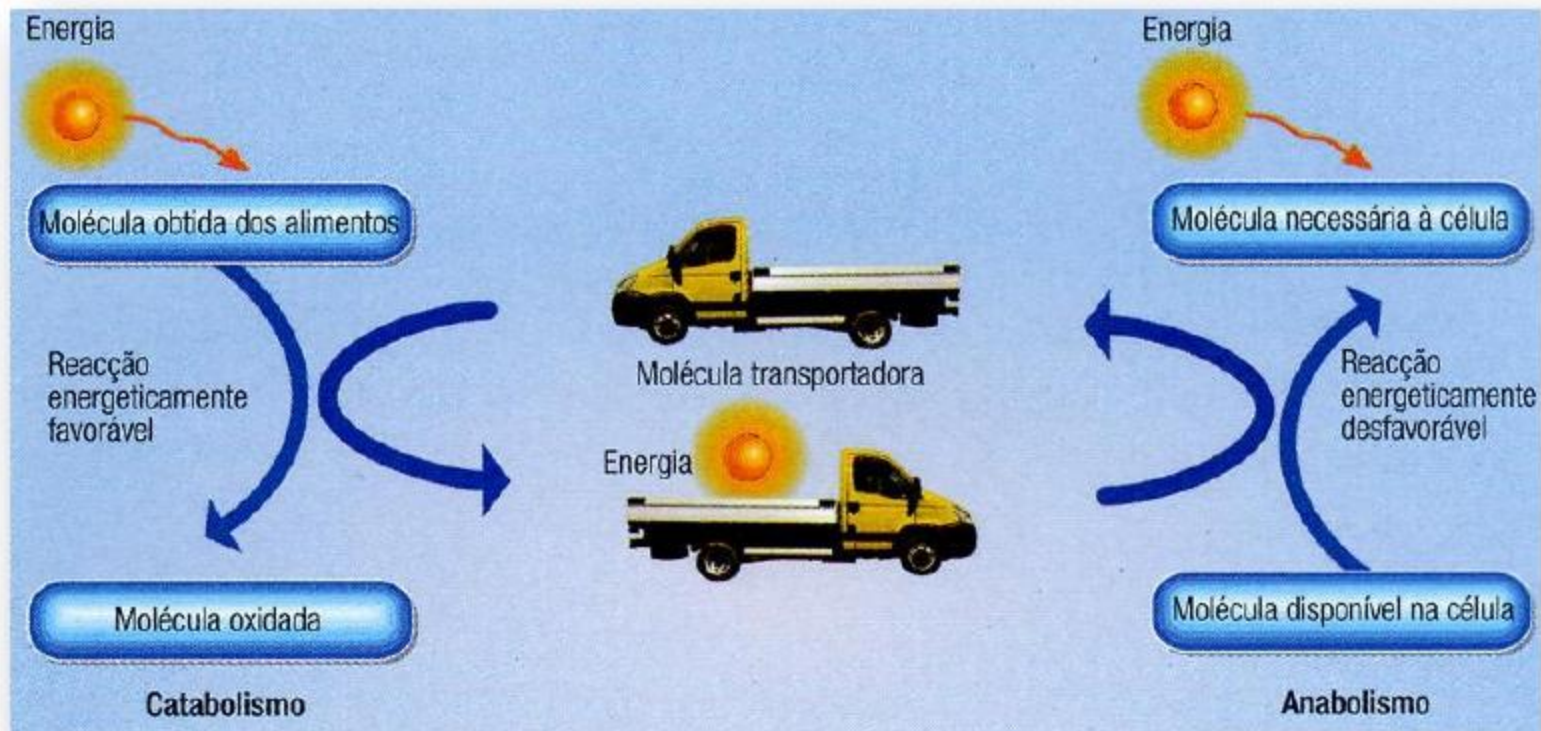 Energia
Energia
Molécula obtida dos alimentos
Molécula necessária à célula
Reacção
energeticamente
favorável
Molécula transportadora
Energia
Reacção
energeticamente
desfavorável
Molécula oxidada
Molécula disponível na célula
Catabolismo
Anabolismo